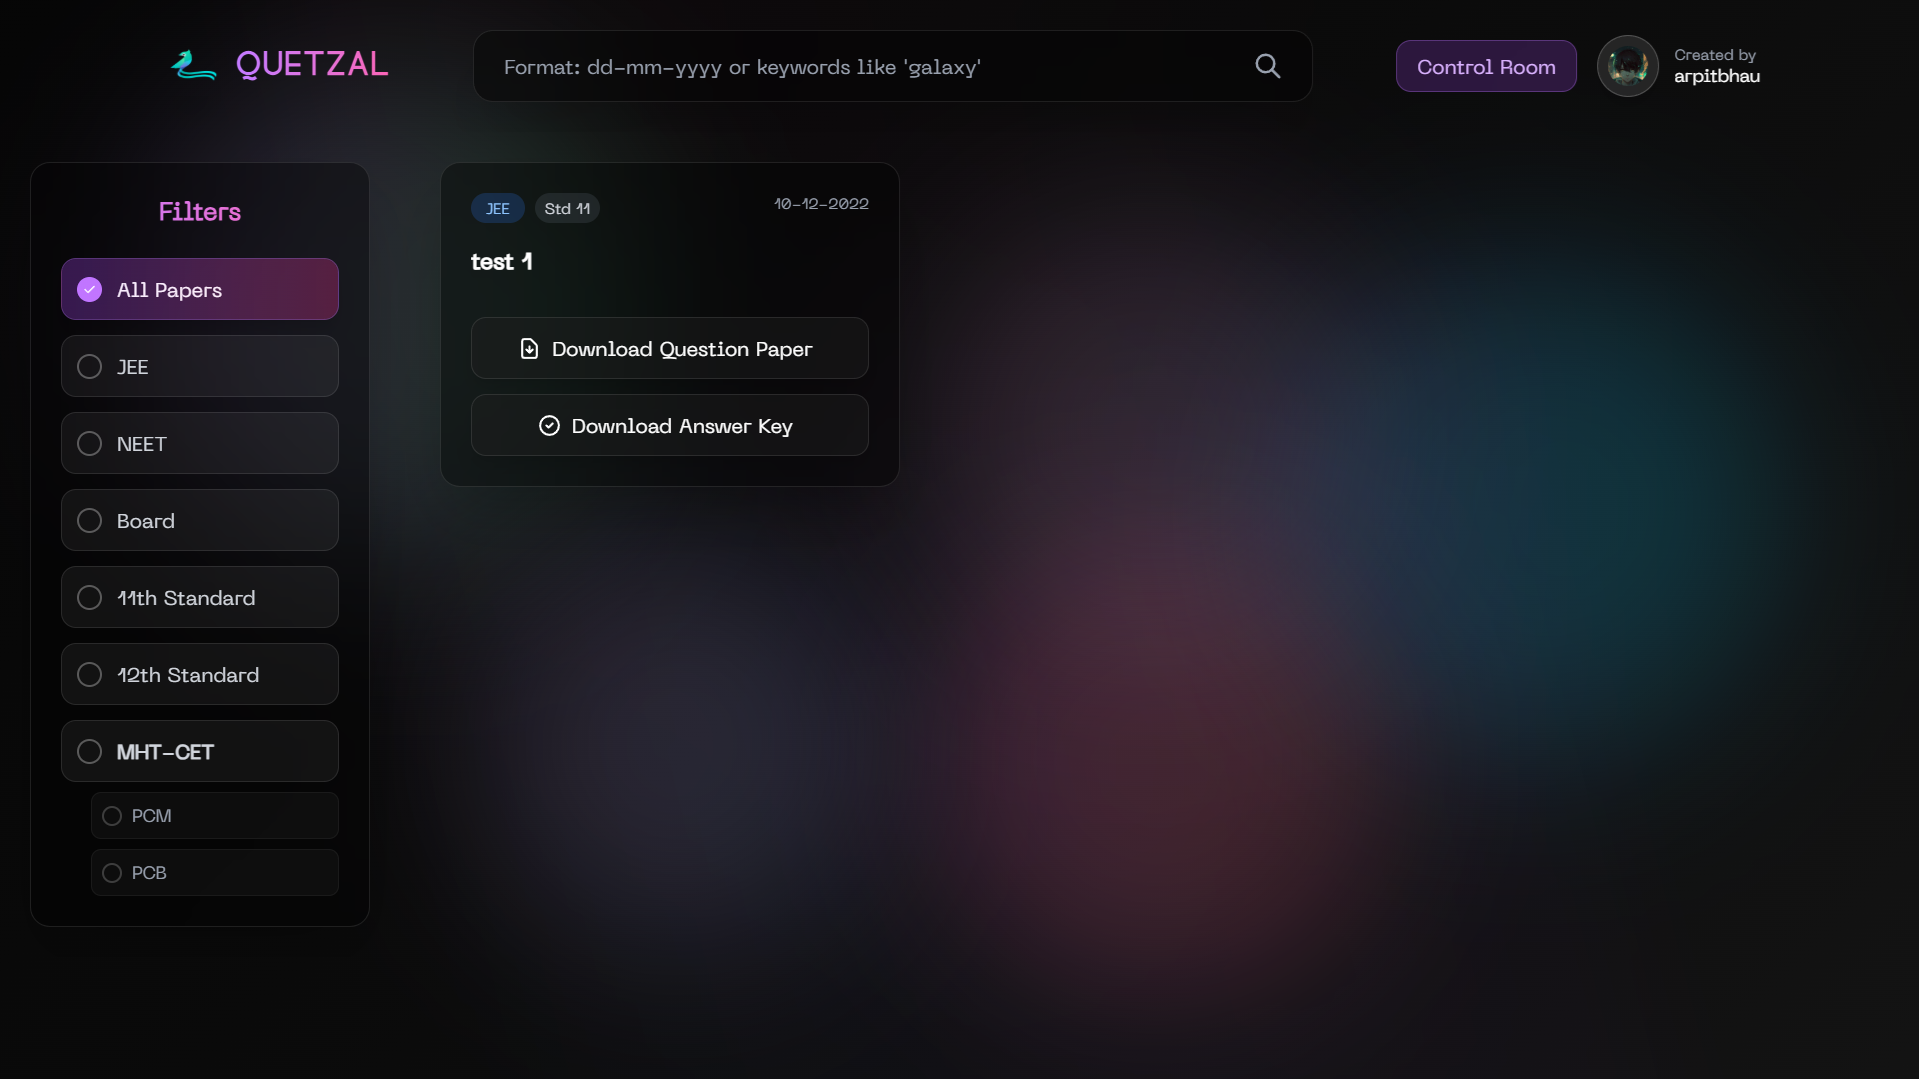 QUETZAL
Format: dd-mm-yyyy or keywords like 'galaxy'
Control Room
Created by
arpitbhau
Filters
All Papers
JEE
NEET
Board
11th Standard
12th Standard
MHT-CET
PCM
PCB
JEE
Std 11
10-12-2022
test 1
Download Question Paper
Download Answer Key